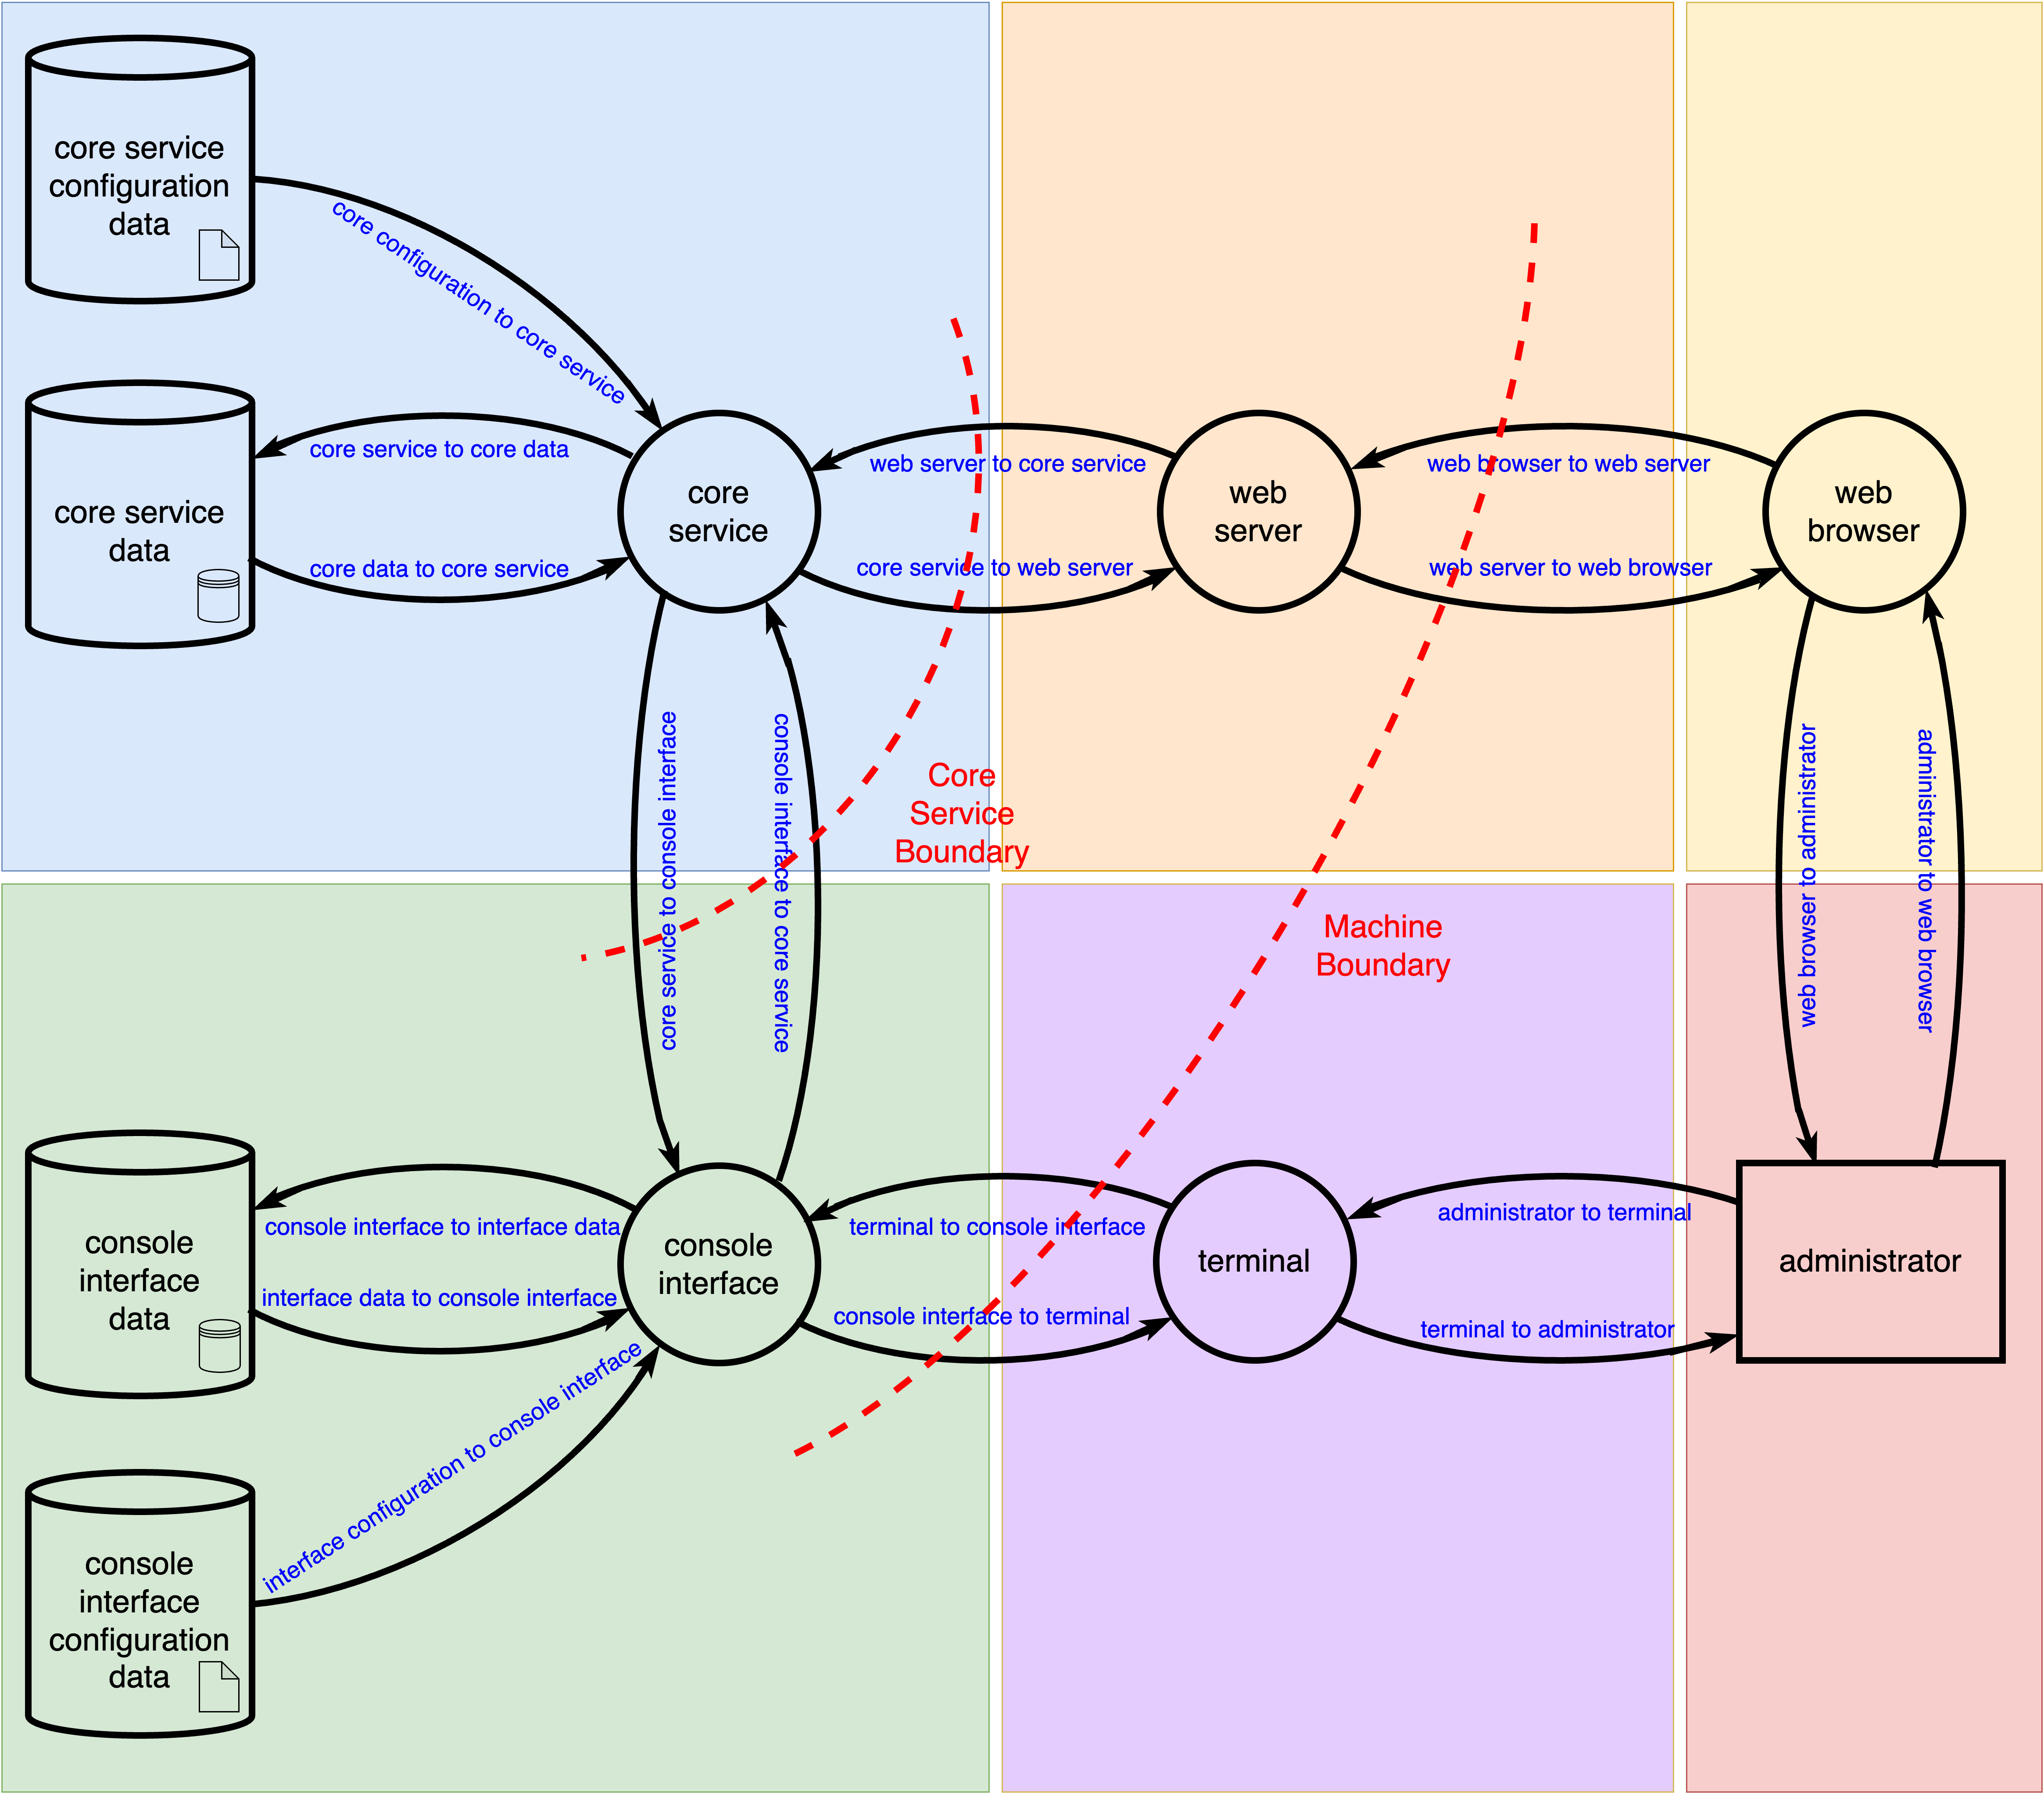 core service
configuration
data
core configuration to core service
core service
data
core service to core data
core data to core service
core
service
web server to core service
core service to web server
web
server
web browser to web server
web server to web browser
web
browser
core service to console interface
console interface to core service
Core
Service
Boundary
Machine
Boundary
web browser to administrator
administrator to web browser
console
interface
data
console interface to interface data
interface data to console interface
console
interface
terminal to console interface
console interface to terminal
terminal
administrator to terminal
terminal to administrator
administrator
interface configuration to console interface
console
interface
configuration
data